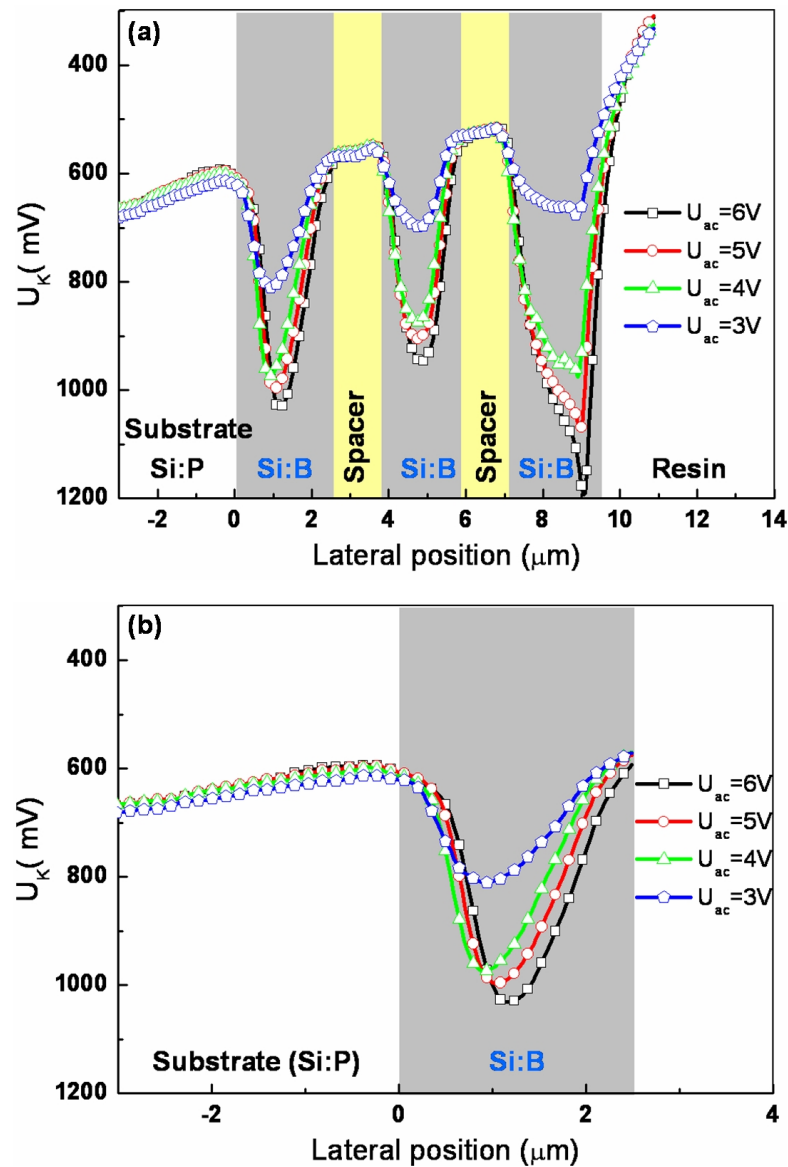 (a)
400
600
800
1000
1200
U_K( mV)
U_ac=6V
U_ac=5V
U_ac=4V
U_ac=3V
Substrate
Si:P
Si:B
Spacer
Si:B
Spacer
Si:B
Resin
-2 0 2 4 6 8 10 12 14
Lateral position (μm)
(b)
400
600
800
1000
1200
U_K( mV)
U_ac=6V
U_ac=5V
U_ac=4V
U_ac=3V
Substrate (Si:P)
Si:B
-2 0 2 4
Lateral position (μm)